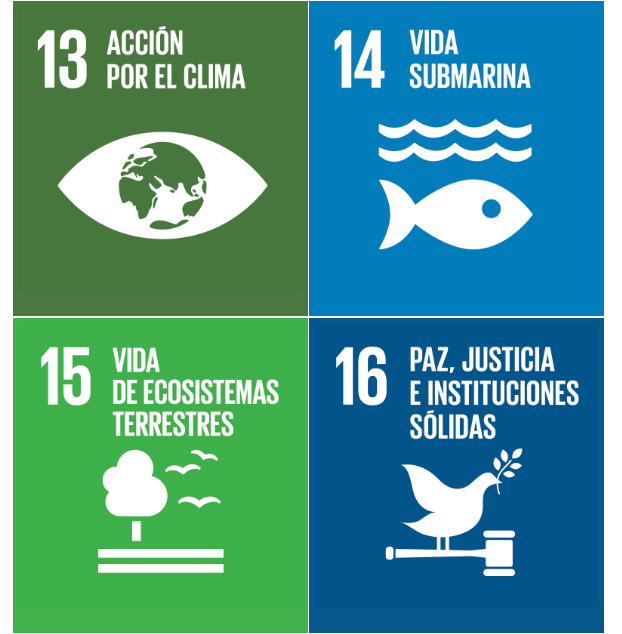 13 ACCIÓN
POR EL CLIMA
14 VIDA
SUBMARINA
15 VIDA
DE ECOSISTEMAS
TERRESTRES
16 PAZ, JUSTICIA
E INSTITUCIONES
SÓLIDAS